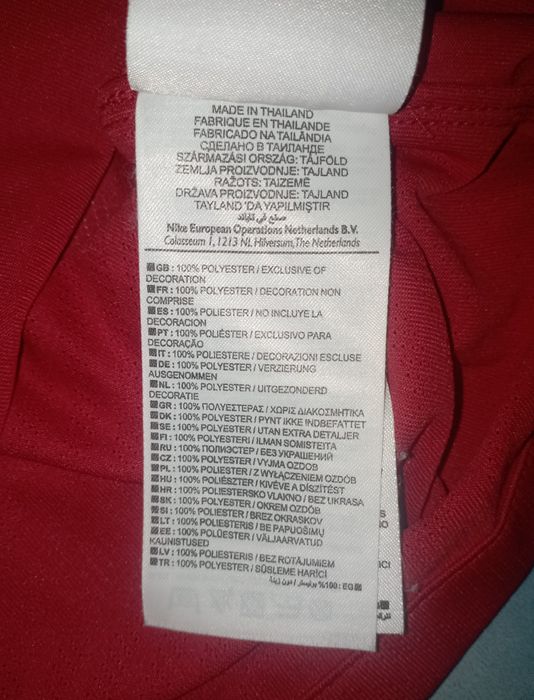 MADE IN THAILAND
FABRIQUE EN THAILANDE
FABRICADO NA TAILÂNDIA
СДЕЛАНО В ТАИЛАНДЕ
SZÁRMAZÁSI ORSZÁG: TÁJFÖLD
ZEMLJA PROIZVODNJE: TAJLAND
RAŽOTS: TAIZEMĒ
DRŽAVA PROIZVODNJE: TAJLAND
TAYLAND 'DA YAPILMIŞTIR
صنع في تايلند
Nike European Operations Netherlands B.V.
Colosseum 1, 1213 NL Hilversum, The Netherlands
GB : 100% POLYESTER / EXCLUSIVE OF
DECORATION
FR : 100% POLYESTER / DECORATION NON
COMPRISE
ES : 100% POLIESTER / NO INCLUYE LA
DECORACION
PT : 100% POLIÉSTER / EXCLUSIVO PARA
DECORAÇÃO
IT : 100% POLIESTERE / DECORAZIONI ESCLUSE
DE : 100% POLYESTER / VERZIERUNG
AUSGENOMMEN
NL : 100% POLYESTER / UITGEZONDERD
DECORATIE
GR : 100% ΠΟΛΥΕΣΤΕΡΑΣ / ΧΩΡΙΣ ΔΙΑΚΟΣΜΗΤΙΚΑ
DK : 100% POLYESTER / PYNT IKKE INDBEFATTET
SE : 100% POLYESTER / UTAN EXTRA DETALJER
FI : 100% POLYESTERI / ILMAN SOMISTEITA
RU : 100% ПОЛИЭСТЕР / БЕЗ УКРАШЕНИЙ
CZ : 100% POLYESTER / VYJMA OZDOB
PL : 100% POLIESTER / Z WYŁĄCZENIEM OZDÓB
HU : 100% POLIÉSZTER / KIVÉVE A DÍSZÍTÉST
HR : 100% POLIESTERSKO VLAKNO / BEZ UKRASA
SK : 100% POLYESTER / OKREM OZDÔB
SI : 100% POLIESTER / BREZ OKRASKOV
LT : 100% POLIESTERIS / BE PAPUOŠIMŲ
EE : 100% POLÜESTER / VÄLJAARVATUD
KAUNISTUSED
LV : 100% POLIESTERIS / BEZ ROTĀJUMIEM
TR : 100% POLYESTER / SÜSLEME HARİCİ
%100 : EG بوليستر / دون زينة